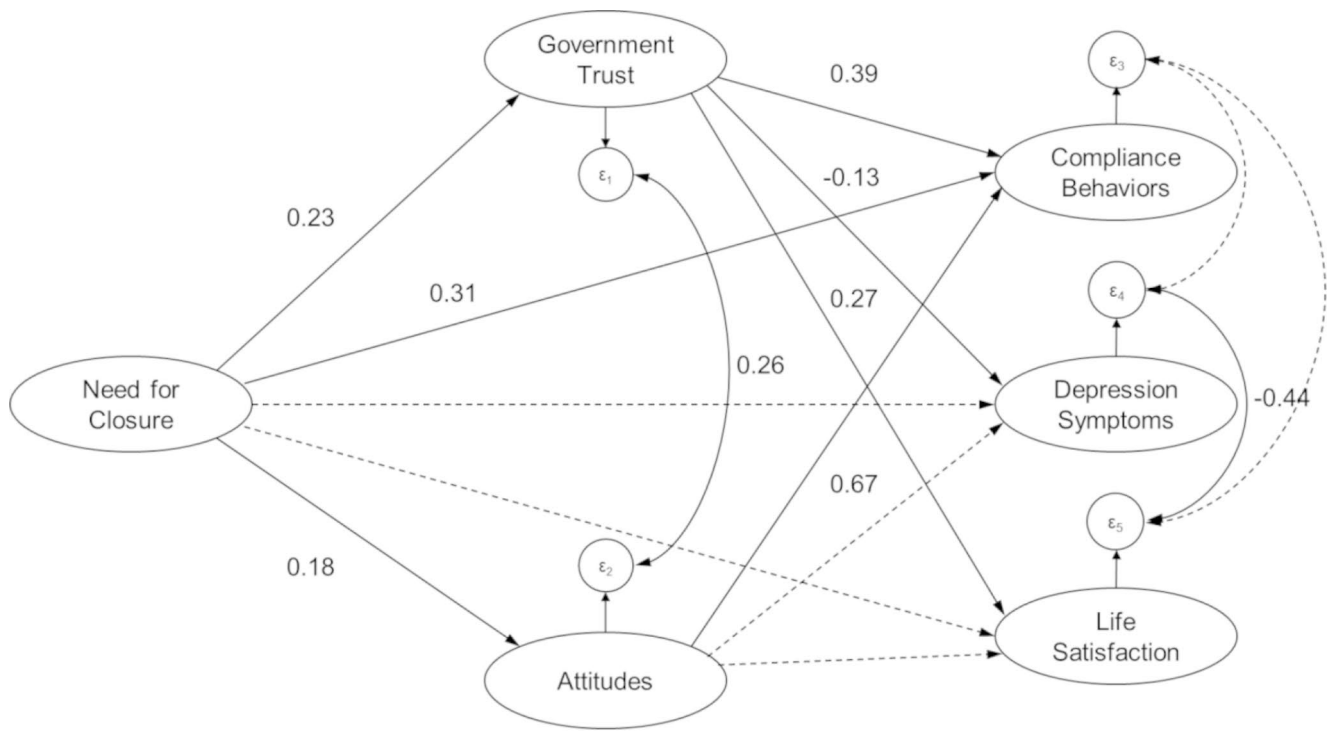 Government
Trust
0.39
ε3
Compliance
Behaviors
ε1
-0.13
0.23
0.31
0.27
ε4
0.26
Need for
Closure
Depression
Symptoms
-0.44
0.67
ε5
0.18
ε2
Life
Satisfaction
Attitudes